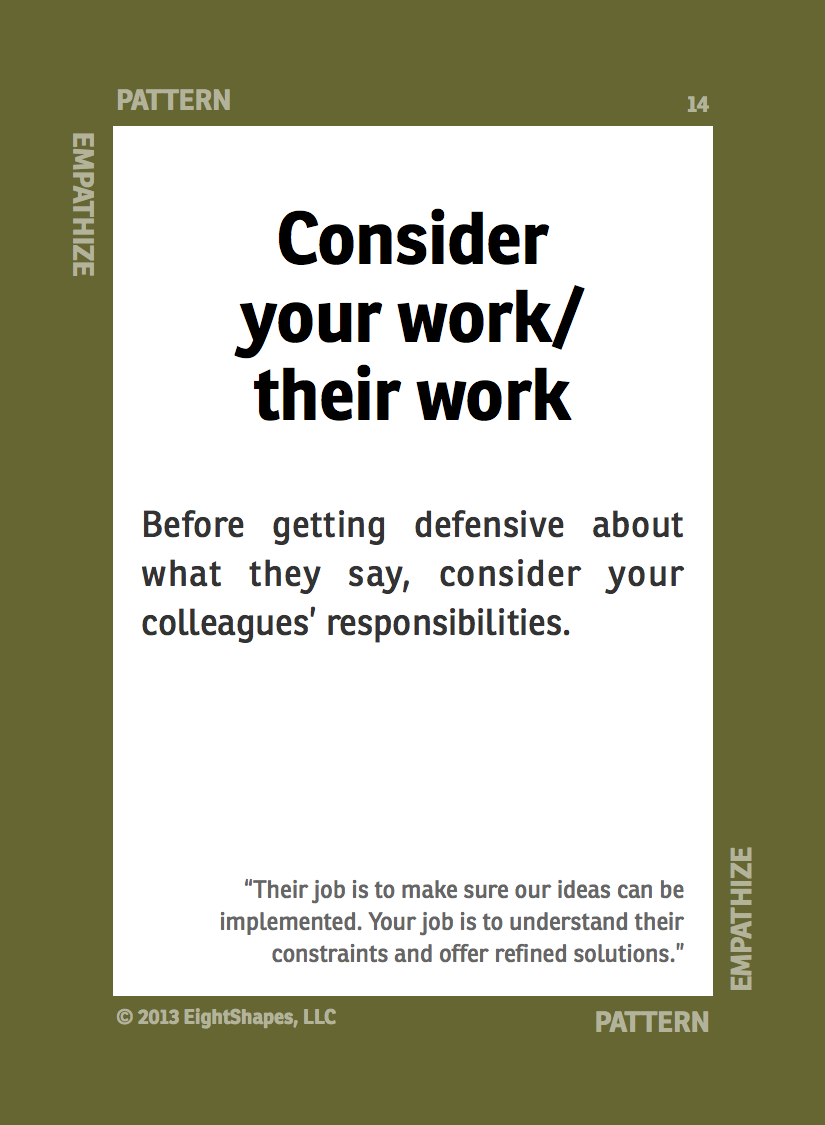 PATTERN
14
EMPATHIZE
Consider
your work/
their work
Before getting defensive about
what they say, consider your
colleagues’ responsibilities.
“Their job is to make sure our ideas can be
implemented. Your job is to understand their
constraints and offer refined solutions.”
EMPATHIZE
© 2013 EightShapes, LLC
PATTERN